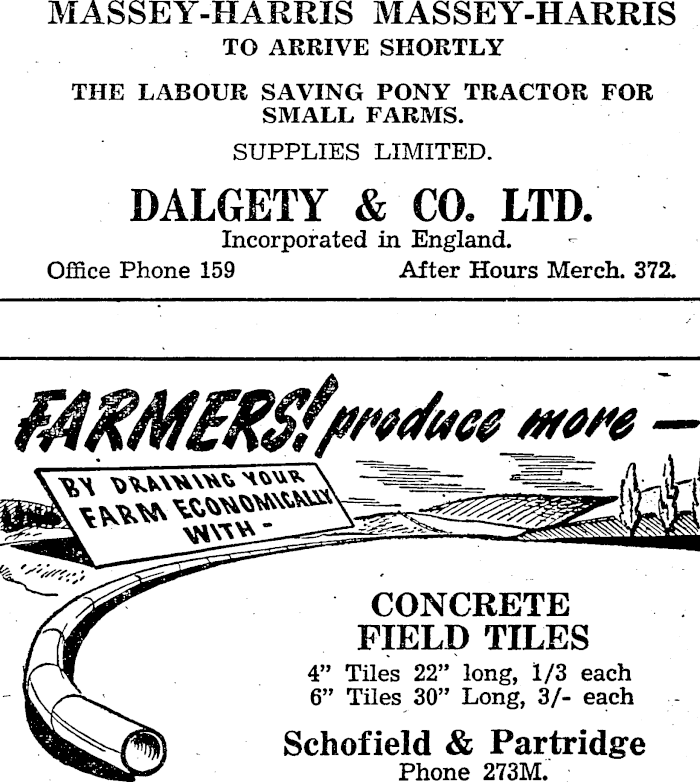 MASSEY-HARRIS MASSEY-HARRIS
TO ARRIVE SHORTLY
THE LABOUR SAVING PONY TRACTOR FOR
SMALL FARMS.
SUPPLIES LIMITED.
DALGETY & CO. LTD.
Incorporated in England.
Office Phone 159 After Hours Merch. 372.
FARMERS! produce more —
BY DRAINING YOUR
FARM ECONOMICALLY
WITH -
CONCRETE
FIELD TILES
4” Tiles 22” long, 1/3 each
6” Tiles 30” Long, 3/- each
Schofield & Partridge
Phone 273M.